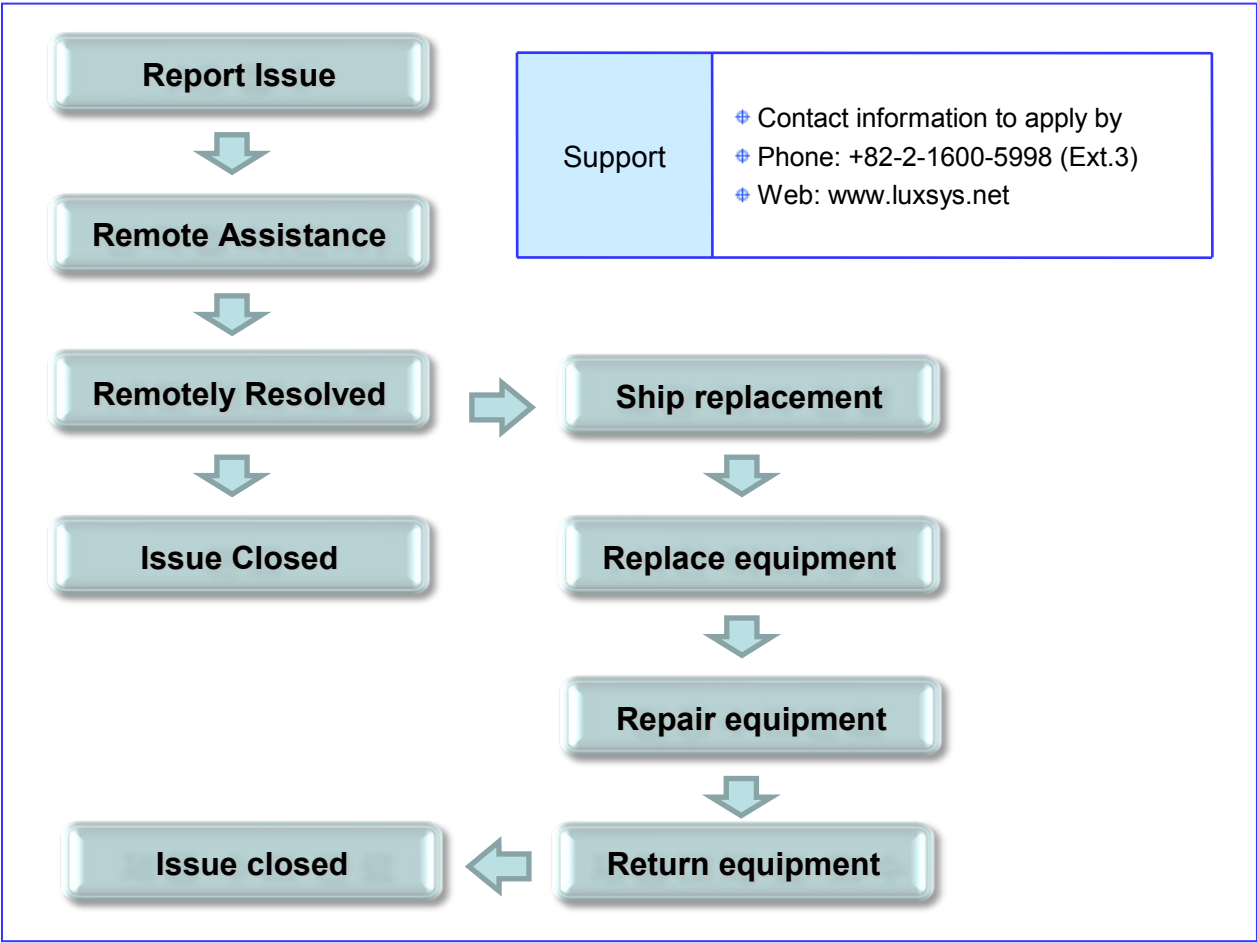 Report Issue
Support
Contact information to apply by
Phone: +82-2-1600-5998 (Ext.3)
Web: www.luxsys.net
Remote Assistance
Remotely Resolved
Ship replacement
Issue Closed
Replace equipment
Repair equipment
Issue closed
Return equipment